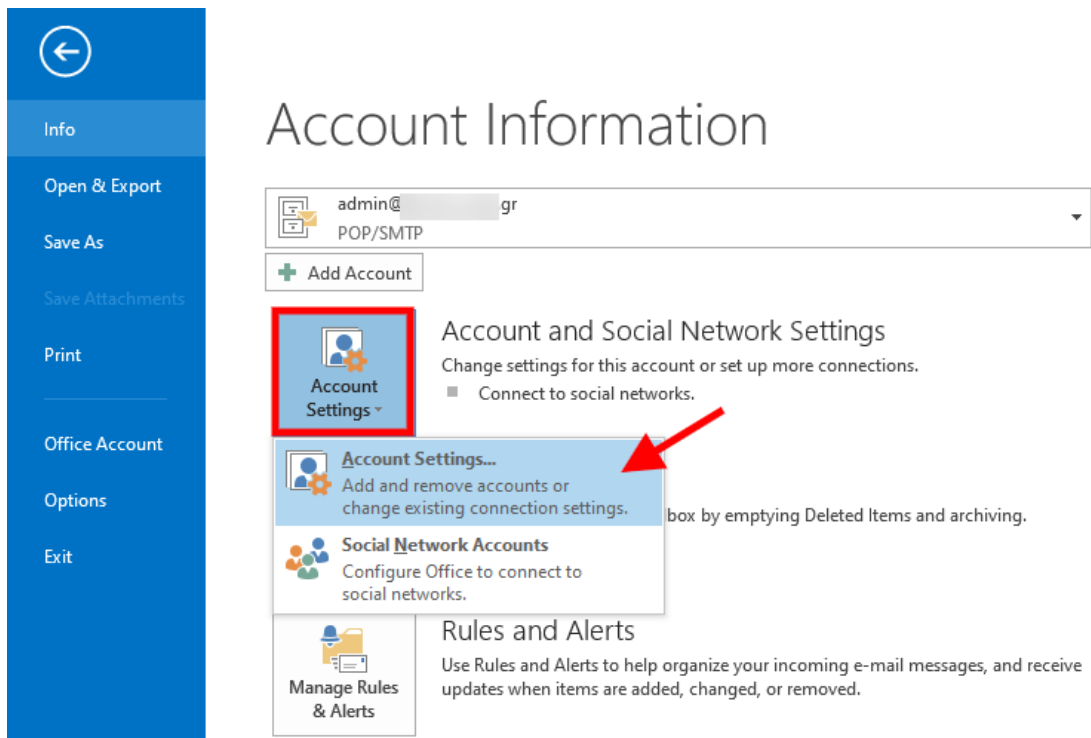 Info
Open & Export
Save As
Save Attachments
Print
Office Account
Options
Exit
Account Information
admin@ gr
POP/SMTP
Add Account
Account
Settings
Account and Social Network Settings
Change settings for this account or set up more connections.
Connect to social networks.
Account Settings...
Add and remove accounts or
change existing connection settings.
box by emptying Deleted Items and archiving.
Social Network Accounts
Configure Office to connect to
social networks.
Manage Rules
& Alerts
Rules and Alerts
Use Rules and Alerts to help organize your incoming e-mail messages, and receive
updates when items are added, changed, or removed.